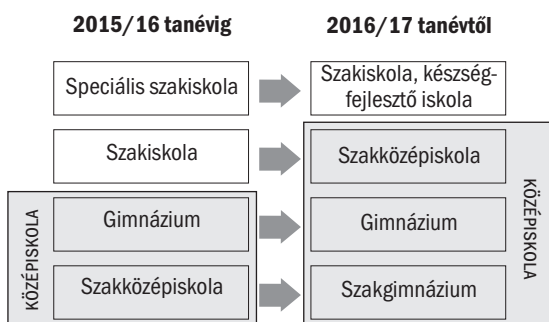 2015/16 tanévig
2016/17 tanévtől
Speciális szakiskola
Szakiskola, készség-
fejlesztő iskola
Szakiskola
Szakközépiskola
KÖZÉPISKOLA
Gimnázium
Gimnázium
KÖZÉPISKOLA
Szakközépiskola
Szakgimnázium